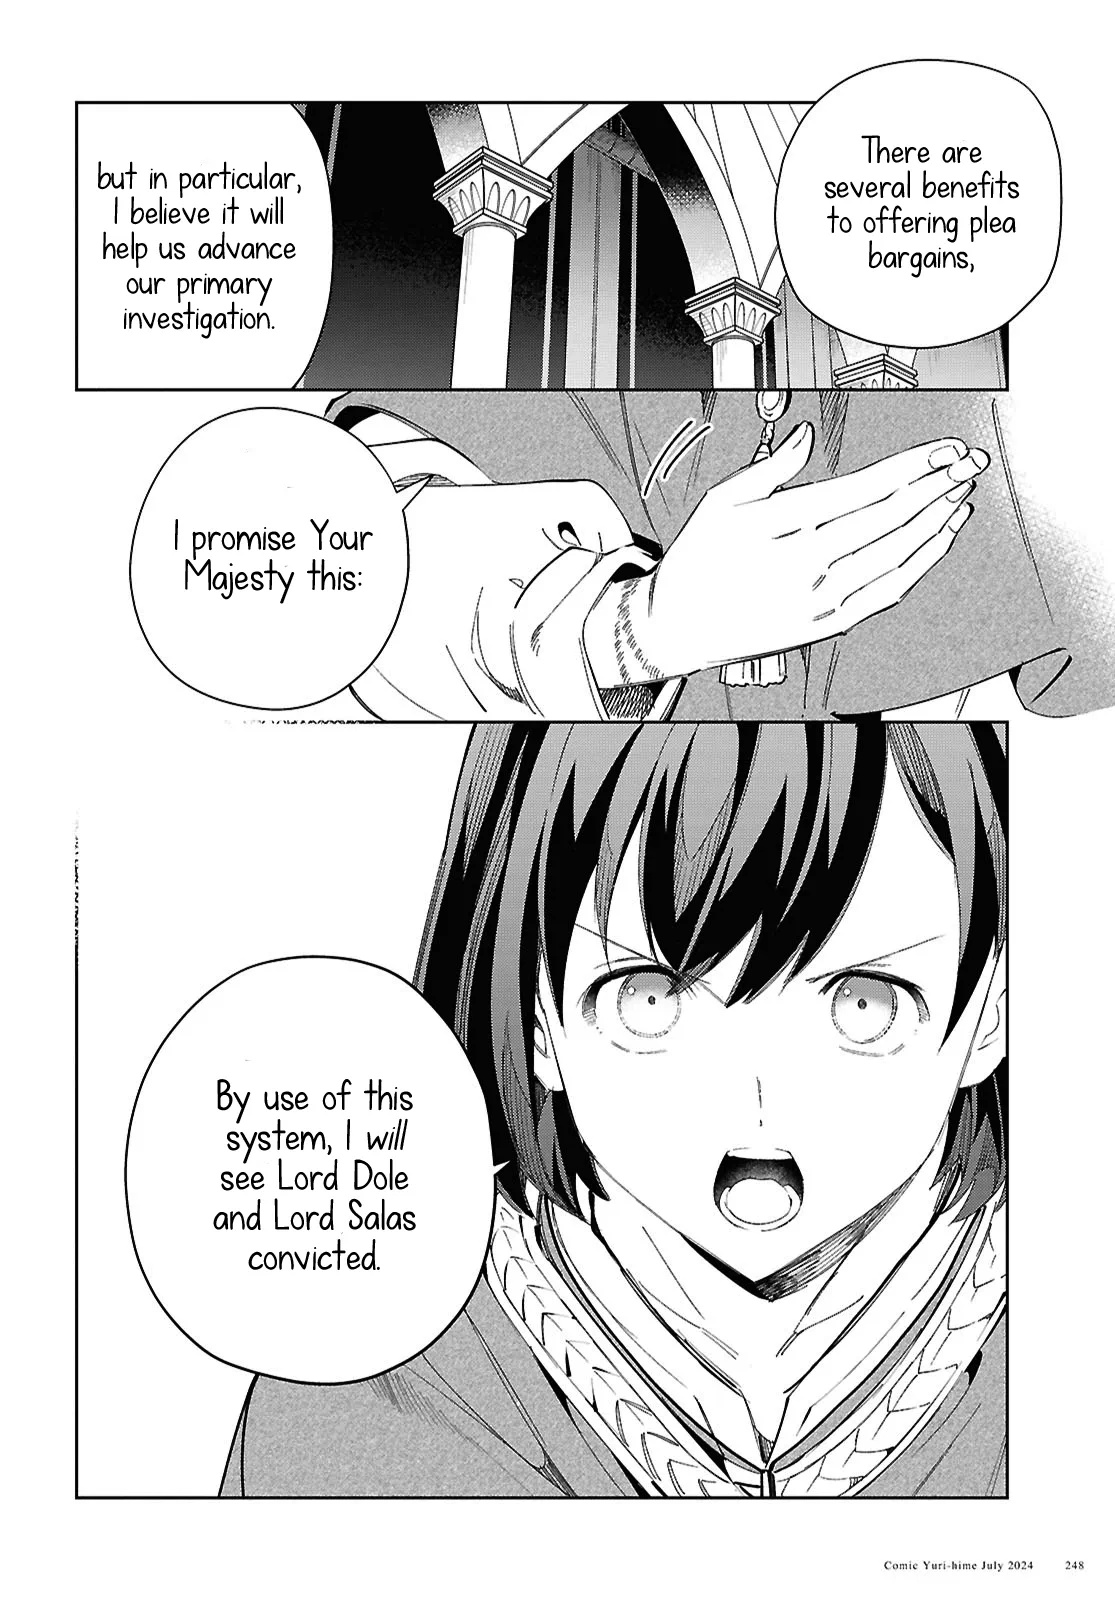 There are
several benefits
to offering plea
bargains,
but in particular,
I believe it will
help us advance
our primary
investigation.
I promise Your
Majesty this:
By use of this
system, I will
see Lord Dole
and Lord Salas
convicted.
Comic Yuri-hime July 2024 248